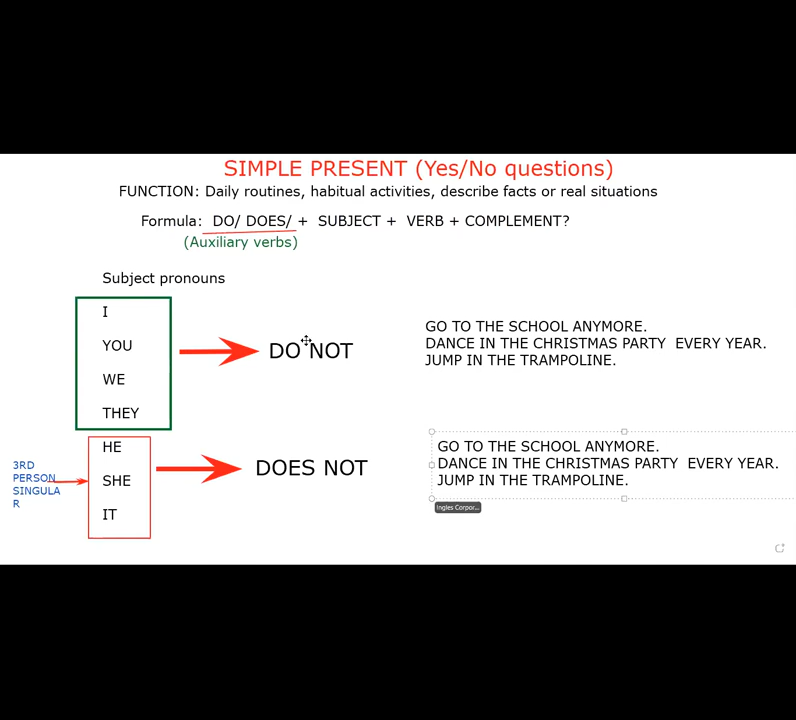 SIMPLE PRESENT (Yes/No questions)
FUNCTION: Daily routines, habitual activities, describe facts or real situations
Formula: DO/ DOES/ + SUBJECT + VERB + COMPLEMENT?
(Auxiliary verbs)
Subject pronouns
I
YOU
WE
THEY
DO NOT
GO TO THE SCHOOL ANYMORE.
DANCE IN THE CHRISTMAS PARTY EVERY YEAR.
JUMP IN THE TRAMPOLINE.
3RD
PERSON
SINGULA
R
HE
SHE
IT
DOES NOT
GO TO THE SCHOOL ANYMORE.
DANCE IN THE CHRISTMAS PARTY EVERY YEAR.
JUMP IN THE TRAMPOLINE.
Ingles Corpor...